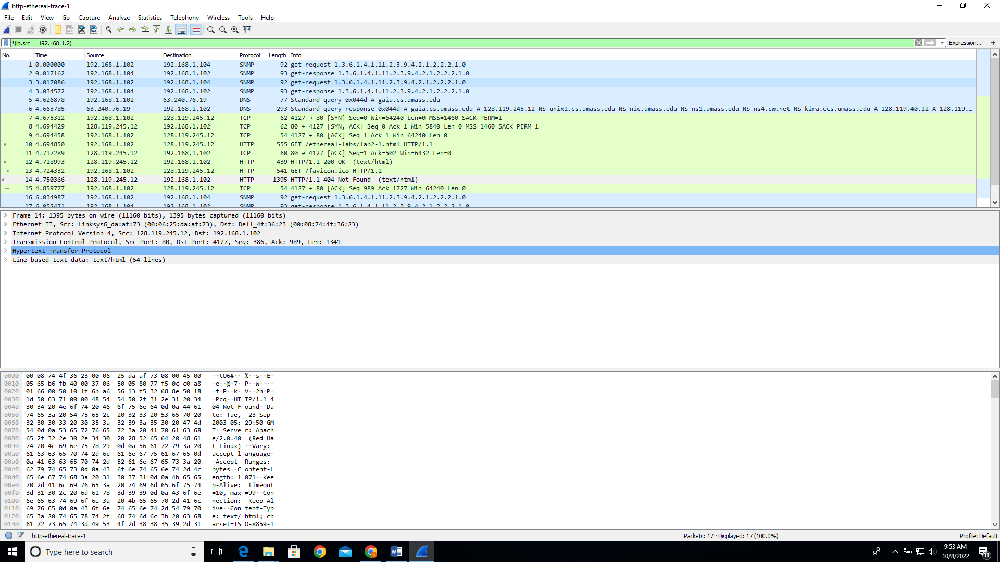 http-ethereal-trace-1
File Edit View Go Capture Analyze Statistics Telephony Wireless Tools Help
!(ip.src==192.168.1.2)
Expression... +
No. Time Source Destination Protocol Length Info
1 0.000000 192.168.1.102 192.168.1.104 SNMP 92 get-request 1.3.6.1.4.1.11.2.3.9.4.2.1.2.2.2.1.0
2 0.017162 192.168.1.104 192.168.1.102 SNMP 93 get-response 1.3.6.1.4.1.11.2.3.9.4.2.1.2.2.2.1.0
3 3.017086 192.168.1.102 192.168.1.104 SNMP 92 get-request 1.3.6.1.4.1.11.2.3.9.4.2.1.2.2.2.1.0
4 3.034572 192.168.1.104 192.168.1.102 SNMP 93 get-response 1.3.6.1.4.1.11.2.3.9.4.2.1.2.2.2.1.0
5 4.626878 192.168.1.102 63.240.76.19 DNS 77 Standard query 0x044d A gaia.cs.umass.edu
6 4.663785 63.240.76.19 192.168.1.102 DNS 293 Standard query response 0x044d A gaia.cs.umass.edu A 128.119.245.12 NS unix1.cs.umass.edu NS nic.umass.edu NS ns1.umass.edu NS ns4.cw.net NS kira.ecs.umass.edu A 128.119.40.12 A 128.119....
7 4.675312 192.168.1.102 128.119.245.12 TCP 62 4127 → 80 [SYN] Seq=0 Win=64240 Len=0 MSS=1460 SACK_PERM=1
8 4.694429 128.119.245.12 192.168.1.102 TCP 62 80 → 4127 [SYN, ACK] Seq=0 Ack=1 Win=5840 Len=0 MSS=1460 SACK_PERM=1
9 4.694458 192.168.1.102 128.119.245.12 TCP 54 4127 → 80 [ACK] Seq=1 Ack=1 Win=64240 Len=0
10 4.694850 192.168.1.102 128.119.245.12 HTTP 555 GET /ethereal-labs/lab2-1.html HTTP/1.1
11 4.717289 128.119.245.12 192.168.1.102 TCP 60 80 → 4127 [ACK] Seq=1 Ack=502 Win=6432 Len=0
12 4.718993 128.119.245.12 192.168.1.102 HTTP 439 HTTP/1.1 200 OK (text/html)
13 4.724332 192.168.1.102 128.119.245.12 HTTP 541 GET /favicon.ico HTTP/1.1
14 4.750366 128.119.245.12 192.168.1.102 HTTP 1395 HTTP/1.1 404 Not Found (text/html)
15 4.859777 192.168.1.102 128.119.245.12 TCP 54 4127 → 80 [ACK] Seq=989 Ack=1727 Win=64240 Len=0
16 6.034987 192.168.1.102 192.168.1.104 SNMP 92 get-request 1.3.6.1.4.1.11.2.3.9.4.2.1.2.2.2.1.0
17 6.052471 192.168.1.104 192.168.1.102 SNMP 93 get-response 1.3.6.1.4.1.11.2.3.9.4.2.1.2.2.2.1.0
Frame 14: 1395 bytes on wire (11160 bits), 1395 bytes captured (11160 bits)
Ethernet II, Src: LinksysG_da:af:73 (00:06:25:da:af:73), Dst: Dell_4f:36:23 (00:08:74:4f:36:23)
Internet Protocol Version 4, Src: 128.119.245.12, Dst: 192.168.1.102
Transmission Control Protocol, Src Port: 80, Dst Port: 4127, Seq: 386, Ack: 989, Len: 1341
Hypertext Transfer Protocol
Line-based text data: text/html (54 lines)
0000 00 08 74 4f 36 23 00 06 25 da af 73 08 00 45 00 ··tO6#·· %··s··E·
0010 05 65 b6 fb 40 00 37 06 50 05 80 77 f5 0c c0 a8 ·e··@·7· P··w····
0020 01 66 00 50 10 1f 6b a6 56 13 f5 32 68 8e 50 18 ·f·P··k· V··2h·P·
0030 1d 50 63 71 00 00 48 54 54 50 2f 31 2e 31 20 34 ·Pcq··HT TP/1.1 4
0040 30 34 20 4e 6f 74 20 46 6f 75 6e 64 0d 0a 44 61 04 Not F ound··Da
0050 74 65 3a 20 54 75 65 2c 20 32 33 20 53 65 70 20 te: Tue, 23 Sep
0060 32 30 30 33 20 30 35 3a 32 39 3a 35 30 20 47 4d 2003 05: 29:50 GM
0070 54 0d 0a 53 65 72 76 65 72 3a 20 41 70 61 63 68 T··Serve r: Apach
0080 65 2f 32 2e 30 2e 34 30 20 28 52 65 64 20 48 61 e/2.0.40 (Red Ha
0090 74 20 4c 69 6e 75 78 29 0d 0a 56 61 72 79 3a 20 t Linux) ··Vary:
00a0 61 63 63 65 70 74 2d 6c 61 6e 67 75 61 67 65 0d accept-l anguage·
00b0 0a 41 63 63 65 70 74 2d 52 61 6e 67 65 73 3a 20 ·Accept- Ranges:
00c0 62 79 74 65 73 0d 0a 43 6f 6e 74 65 6e 74 2d 4c bytes··C ontent-L
00d0 65 6e 67 74 68 3a 20 31 30 37 31 0d 0a 4b 65 65 ength: 1 071··Kee
00e0 70 2d 41 6c 69 76 65 3a 20 74 69 6d 65 6f 75 74 p-Alive: timeout
00f0 3d 31 30 2c 20 6d 61 78 3d 39 39 0d 0a 43 6f 6e =10, max =99··Con
0100 6e 65 63 74 69 6f 6e 3a 20 4b 65 65 70 2d 41 6c nection: Keep-Al
0110 69 76 65 0d 0a 43 6f 6e 74 65 6e 74 2d 54 79 70 ive··Con tent-Typ
0120 65 3a 20 74 65 78 74 2f 68 74 6d 6c 3b 20 63 68 e: text/ html; ch
0130 61 72 73 65 74 3d 49 53 4f 2d 38 38 35 39 2d 31 arset=IS O-8859-1
http-ethereal-trace-1
Packets: 17 · Displayed: 17 (100.0%)
Profile: Default
Type here to search
9:53 AM
10/8/2022
11